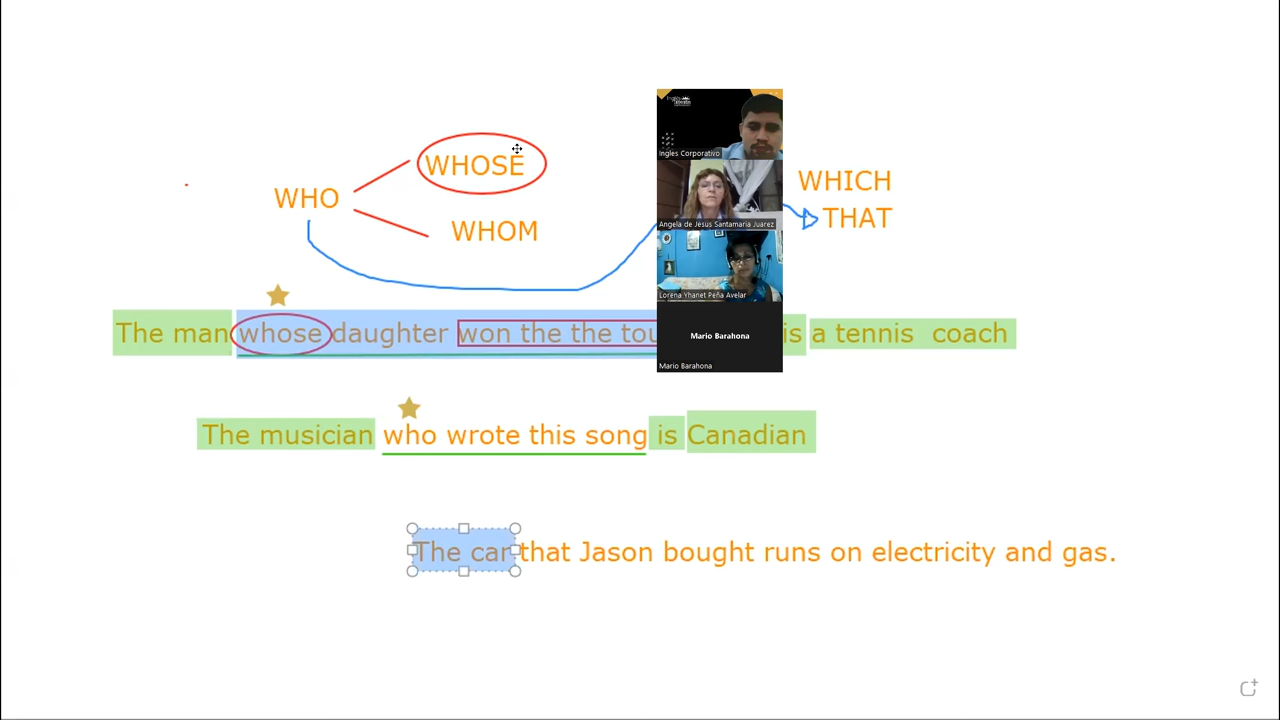 WHOSE
WHO
WHOM
WHICH
THAT
Ingles Corporativo
Angela de Jesus Santamaria Juarez
Lorena Yhanet Peña Avelar
Mario Barahona
Mario Barahona
The man whose daughter won the the tou is a tennis coach
The musician who wrote this song is Canadian
The car that Jason bought runs on electricity and gas.